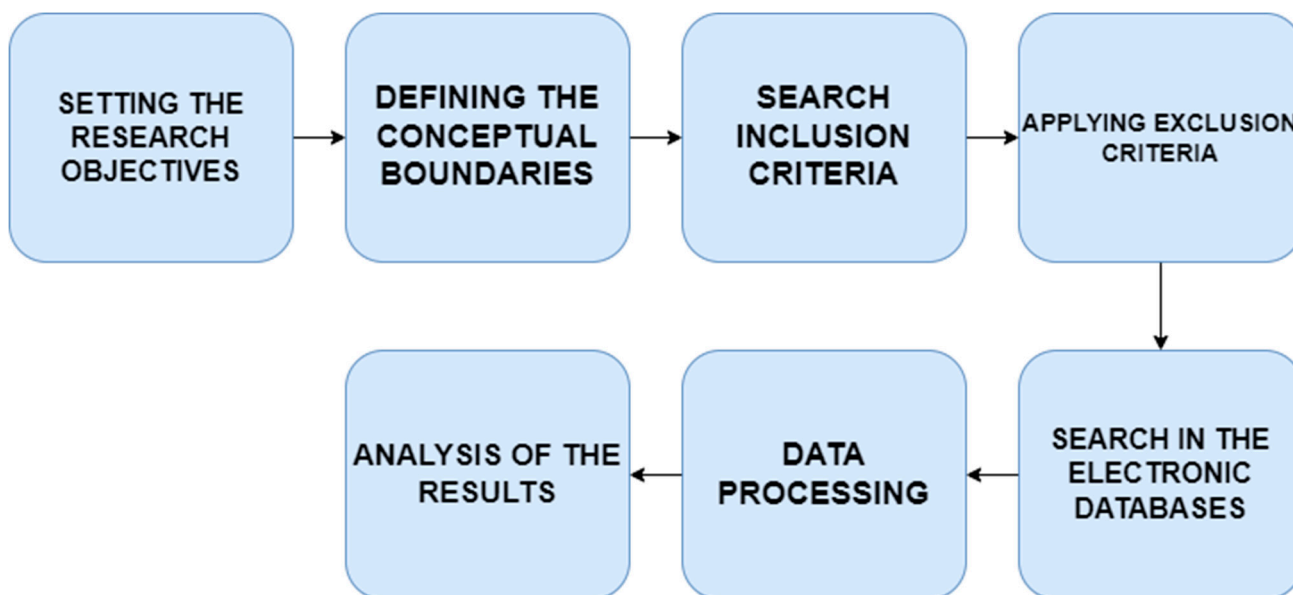 SETTING THE
RESEARCH
OBJECTIVES
DEFINING THE
CONCEPTUAL
BOUNDARIES
SEARCH
INCLUSION
CRITERIA
APPLYING EXCLUSION
CRITERIA
SEARCH IN THE
ELECTRONIC
DATABASES
DATA
PROCESSING
ANALYSIS OF THE
RESULTS